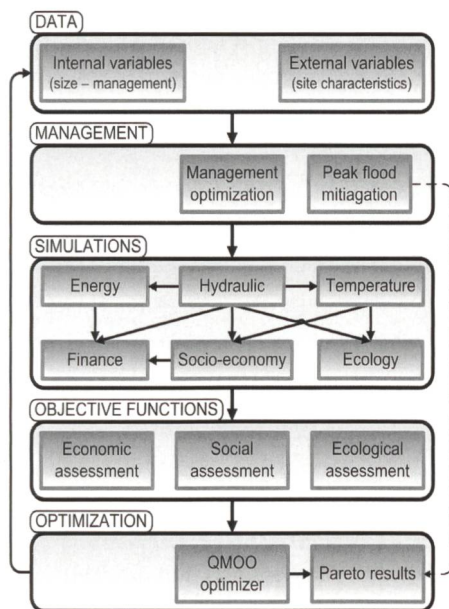 DATA
Internal variables
(size – management)
External variables
(site characteristics)
MANAGEMENT
Management
optimization
Peak flood
mitiagation
SIMULATIONS
Energy
Hydraulic
Temperature
Finance
Socio-economy
Ecology
OBJECTIVE FUNCTIONS
Economic
assessment
Social
assessment
Ecological
assessment
OPTIMIZATION
QMOO
optimizer
Pareto results